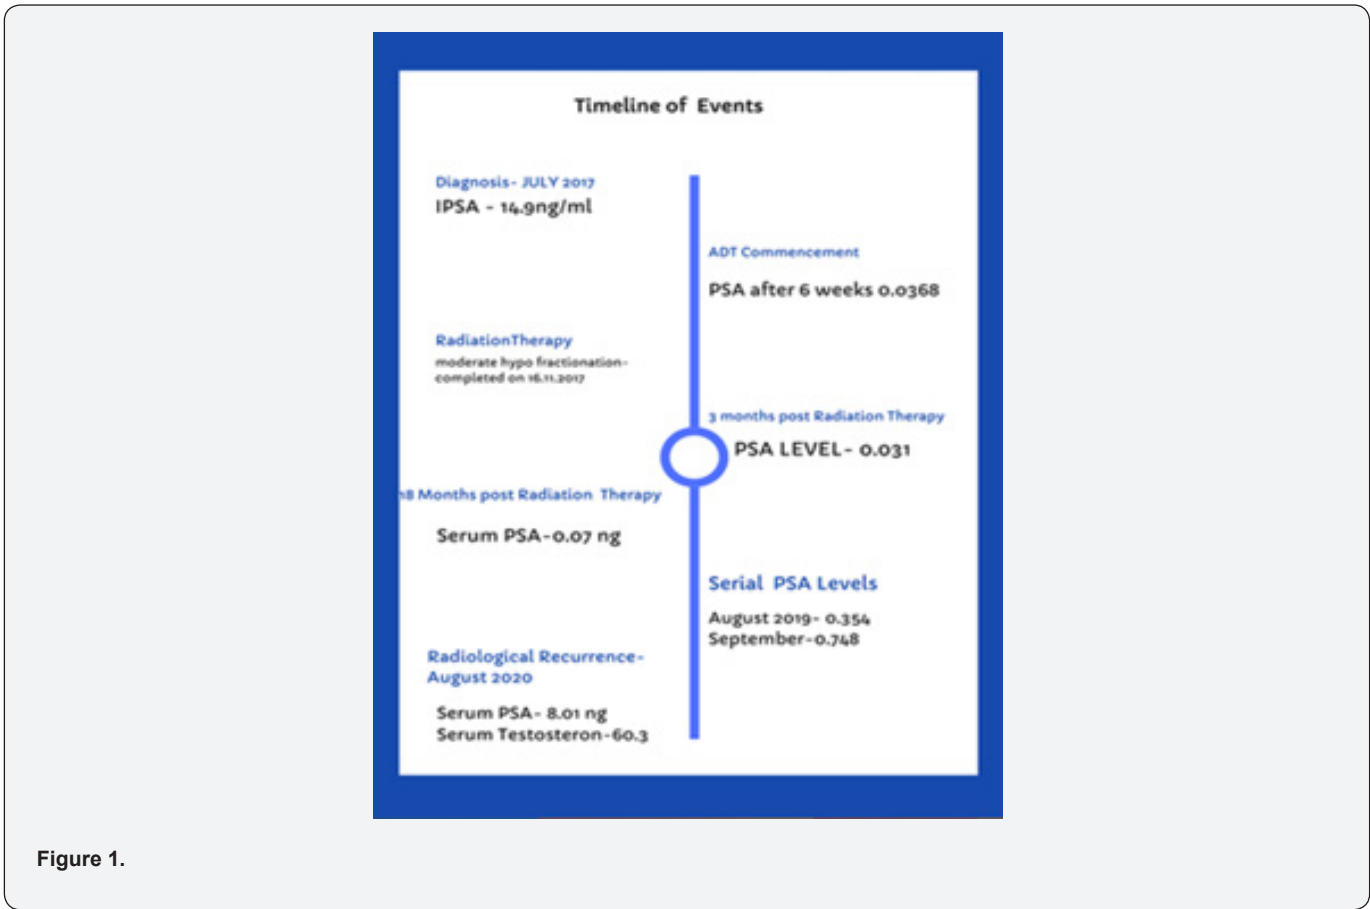 Timeline of Events
Diagnosis- JULY 2017
IPSA - 14.9ng/ml
ADT Commencement
PSA after 6 weeks 0.0368
RadiationTherapy
moderate hypo fractionation-
completed on 16.11.2017
3 months post Radiation Therapy
PSA LEVEL- 0.031
18 Months post Radiation Therapy
Serum PSA-0.07 ng
Serial PSA Levels
August 2019- 0.354
September-0.748
Radiological Recurrence-
August 2020
Serum PSA- 8.01 ng
Serum Testosteron-60.3
Figure 1.